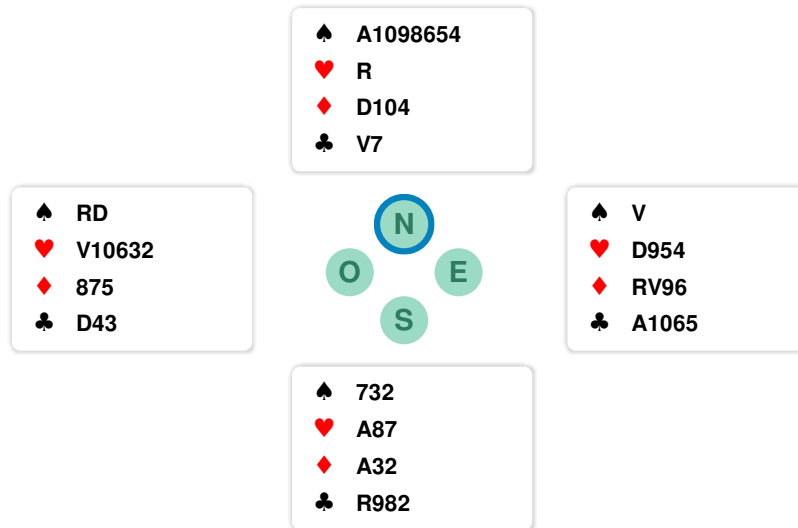 ♠ A1098654
♥ R
♦ D104
♣ V7
♠ RD
♥ V10632
♦ 875
♣ D43
N
O
E
S
♠ V
♥ D954
♦ RV96
♣ A1065
♠ 732
♥ A87
♦ A32
♣ R982